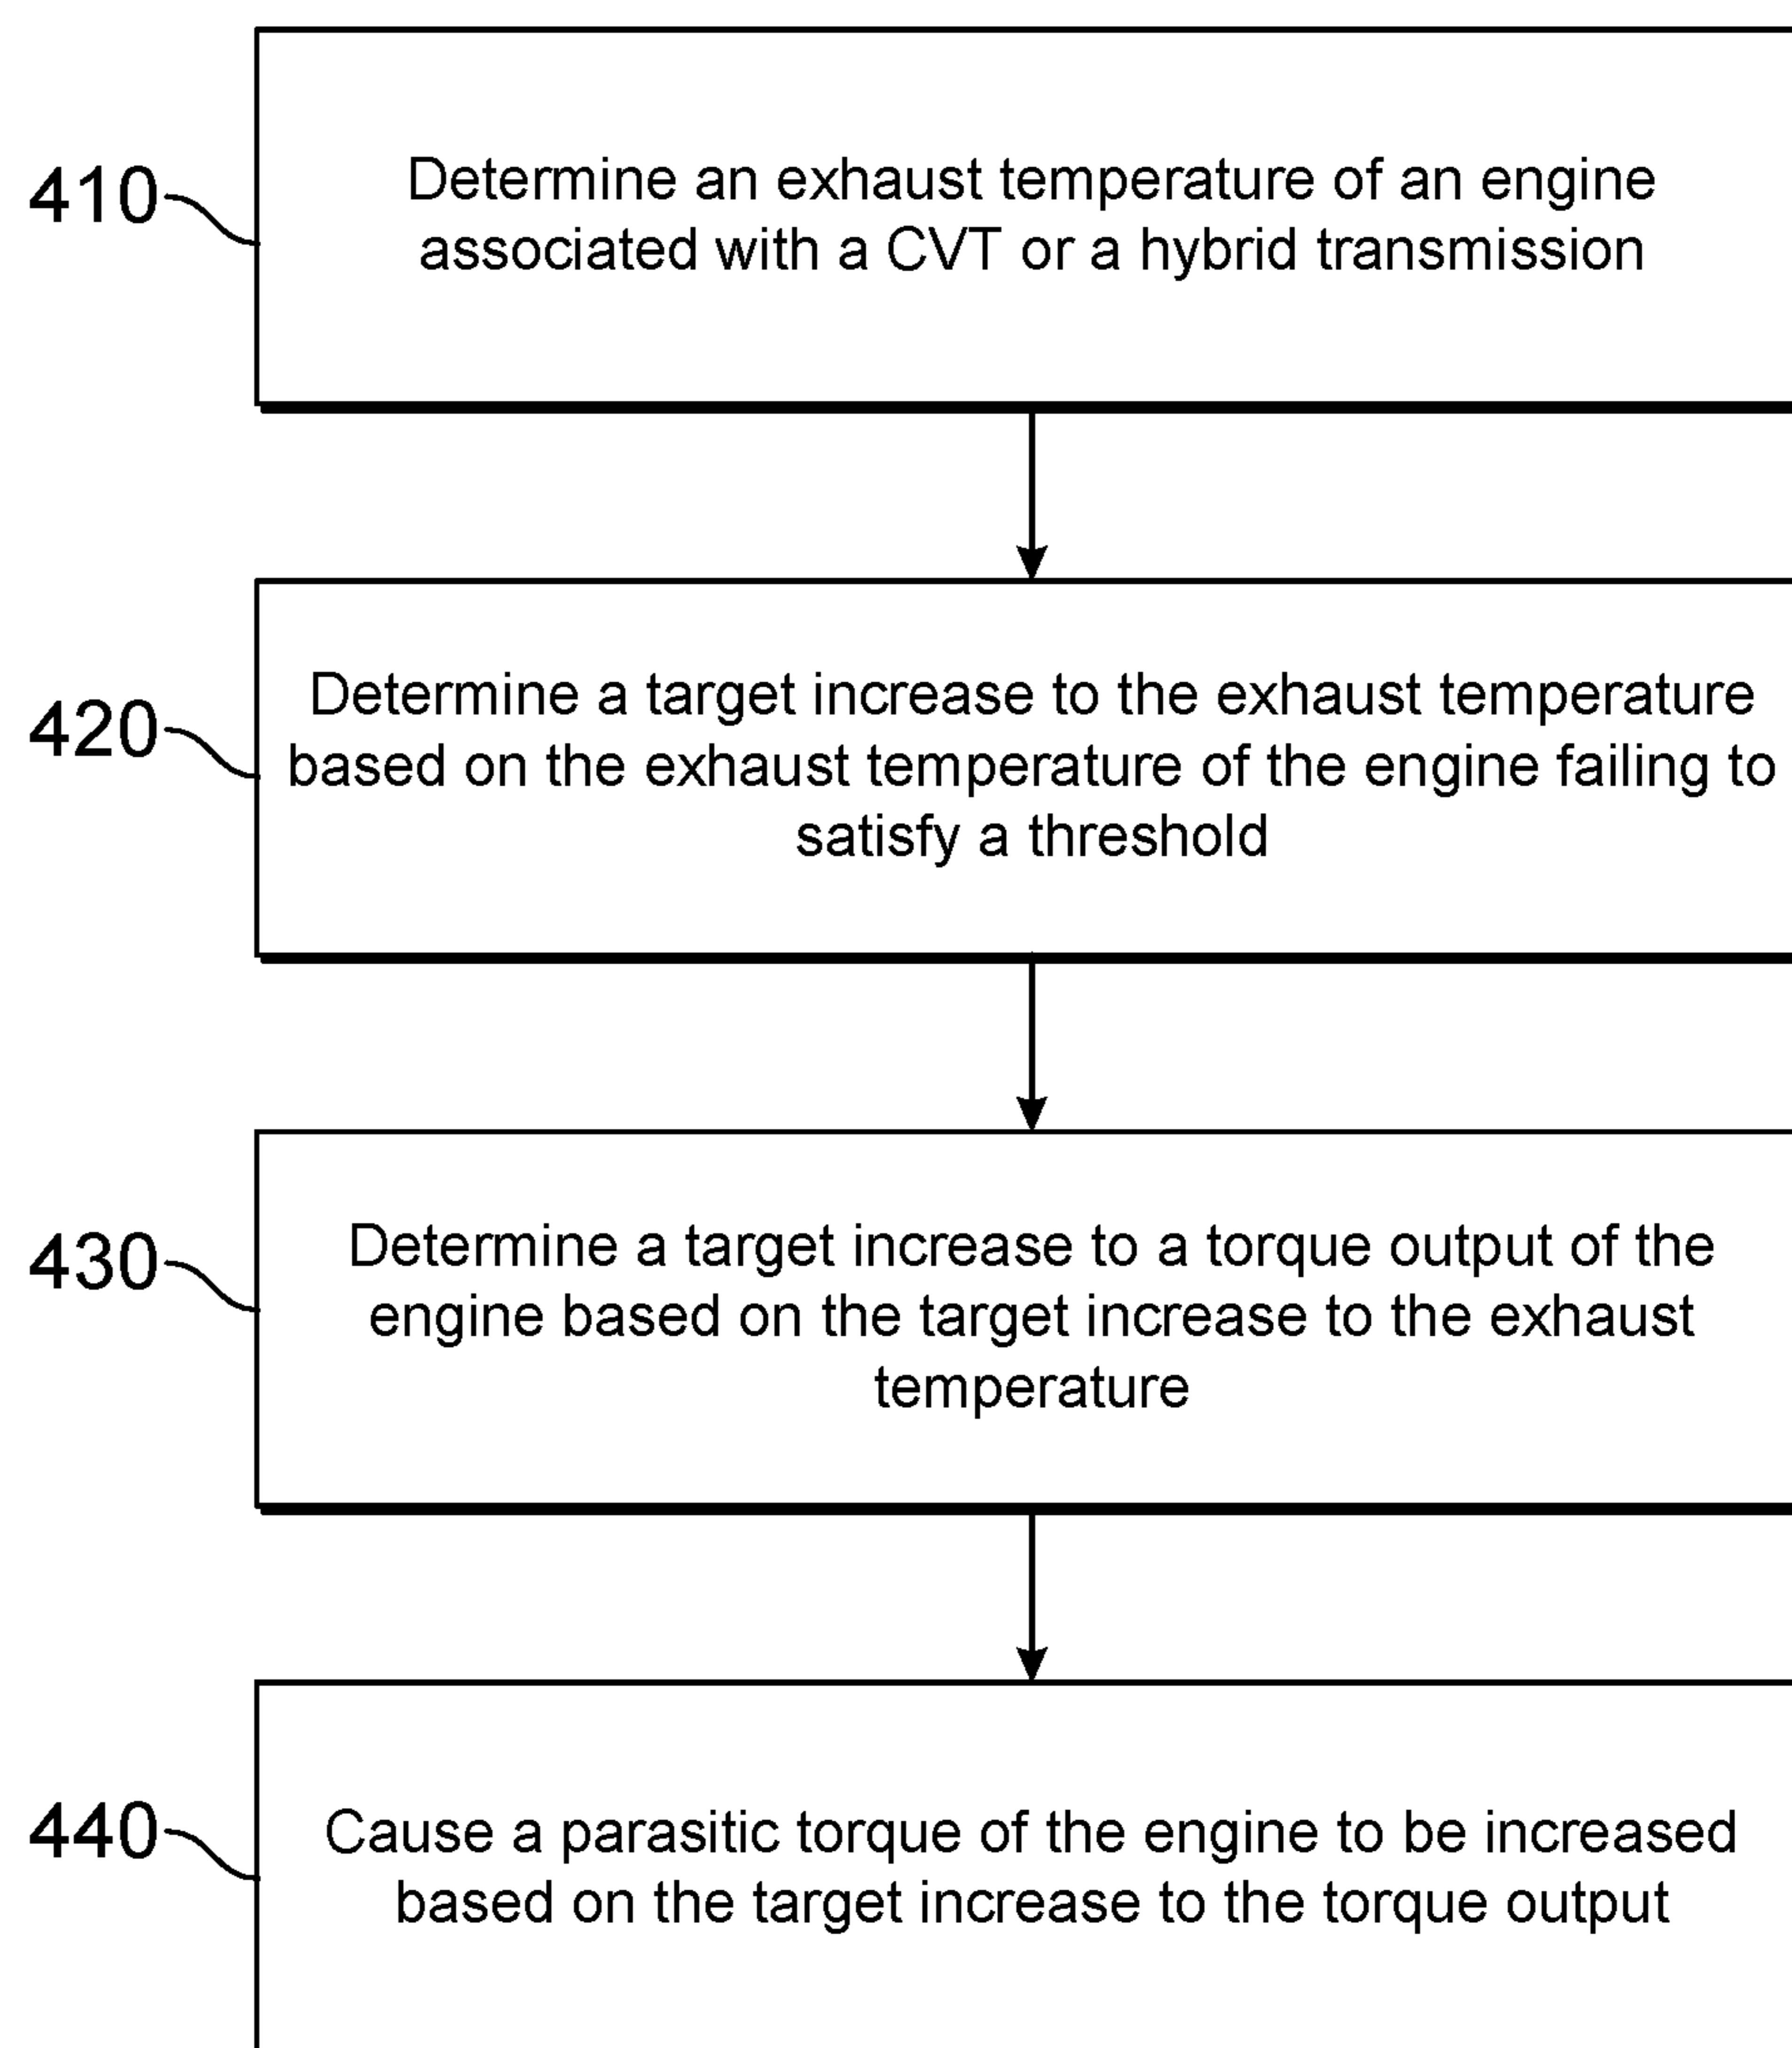 410
Determine an exhaust temperature of an engine
associated with a CVT or a hybrid transmission
420
Determine a target increase to the exhaust temperature
based on the exhaust temperature of the engine failing to
satisfy a threshold
430
Determine a target increase to a torque output of the
engine based on the target increase to the exhaust
temperature
440
Cause a parasitic torque of the engine to be increased
based on the target increase to the torque output